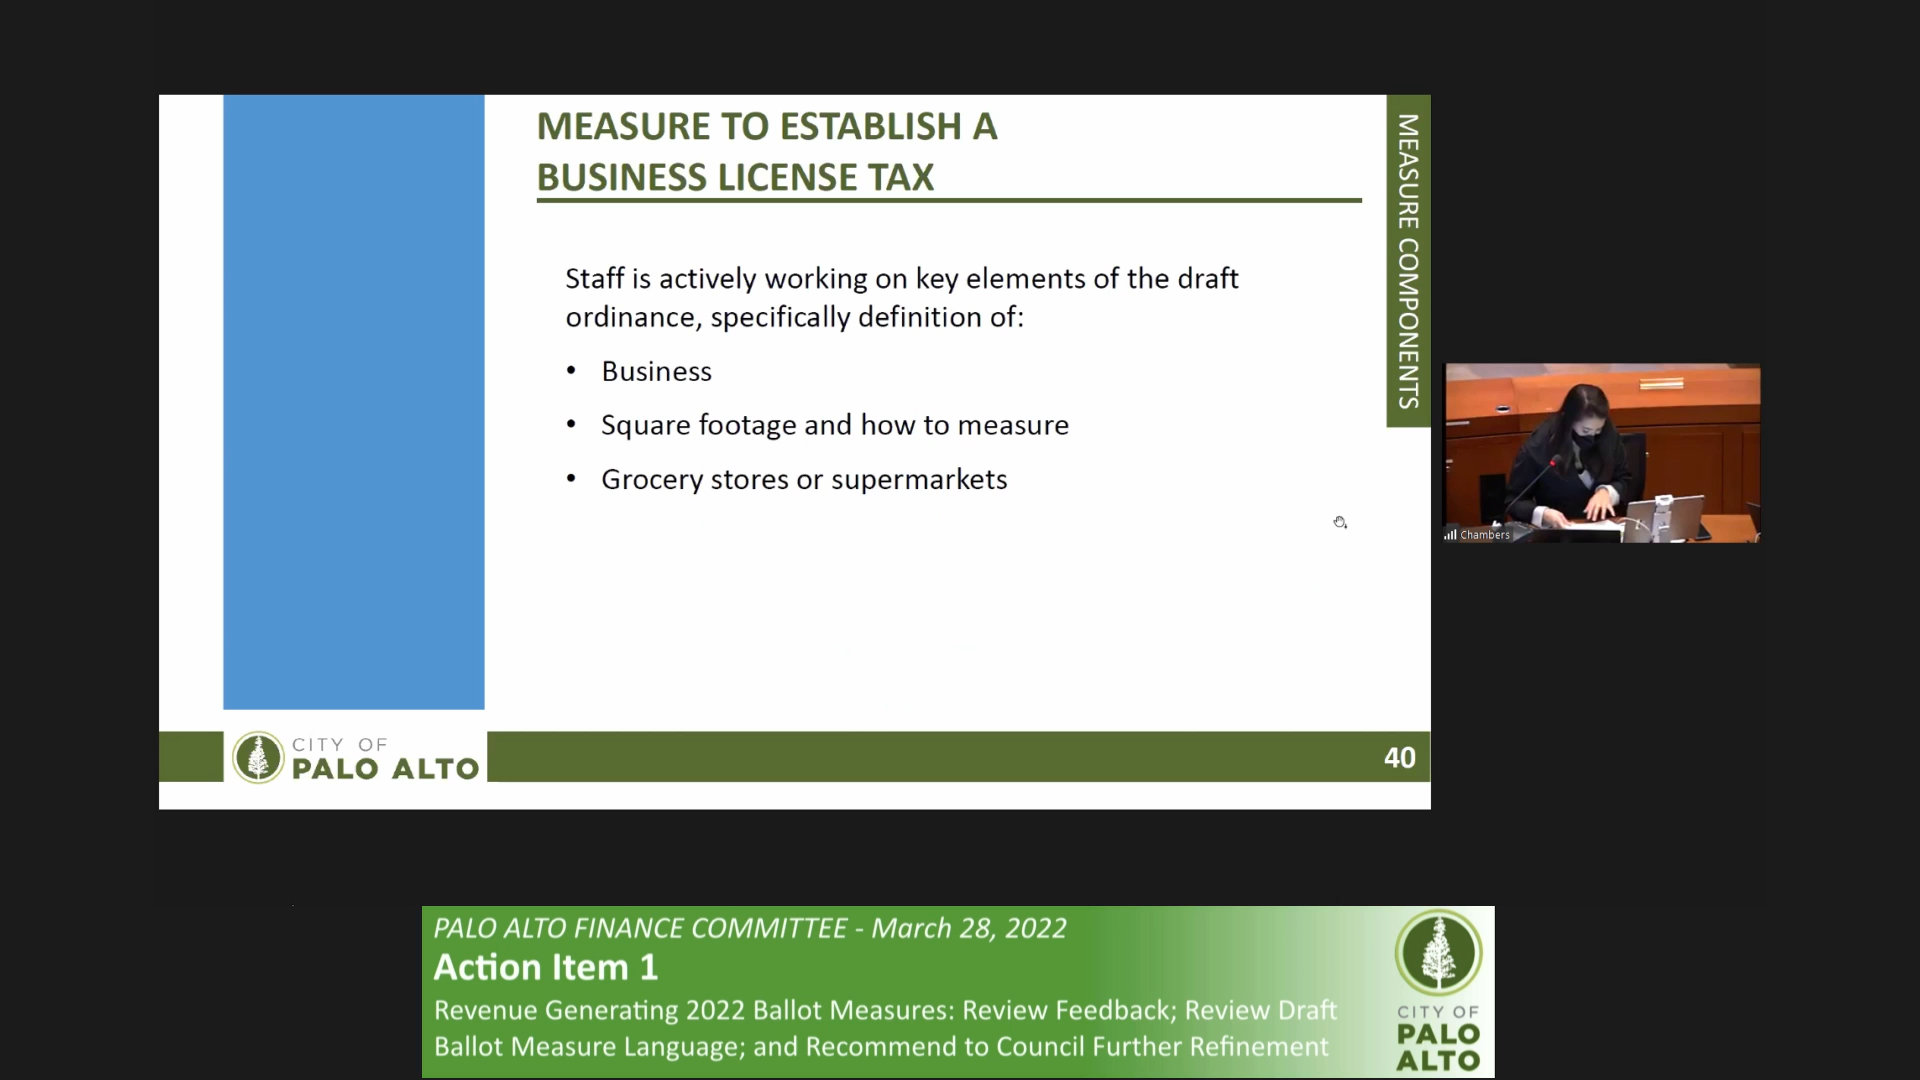 MEASURE TO ESTABLISH A
BUSINESS LICENSE TAX
MEASURE COMPONENTS
Staff is actively working on key elements of the draft
ordinance, specifically definition of:
• Business
• Square footage and how to measure
• Grocery stores or supermarkets
Chambers
CITY OF
PALO ALTO
40
PALO ALTO FINANCE COMMITTEE - March 28, 2022
Action Item 1
Revenue Generating 2022 Ballot Measures: Review Feedback; Review Draft
Ballot Measure Language; and Recommend to Council Further Refinement
CITY OF
PALO
ALTO